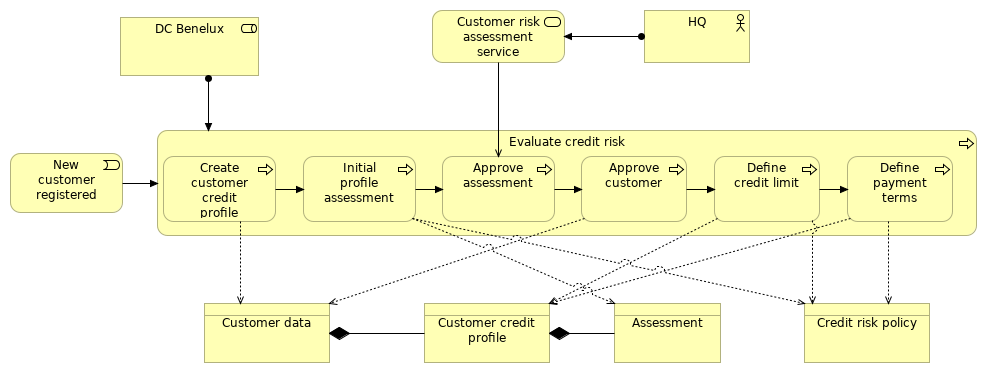 DC Benelux
Customer risk
assessment
service
HQ
Evaluate credit risk
New
customer
registered
Create
customer
credit
profile
Initial
profile
assessment
Approve
assessment
Approve
customer
Define
credit limit
Define
payment
terms
Customer data
Customer credit
profile
Assessment
Credit risk policy